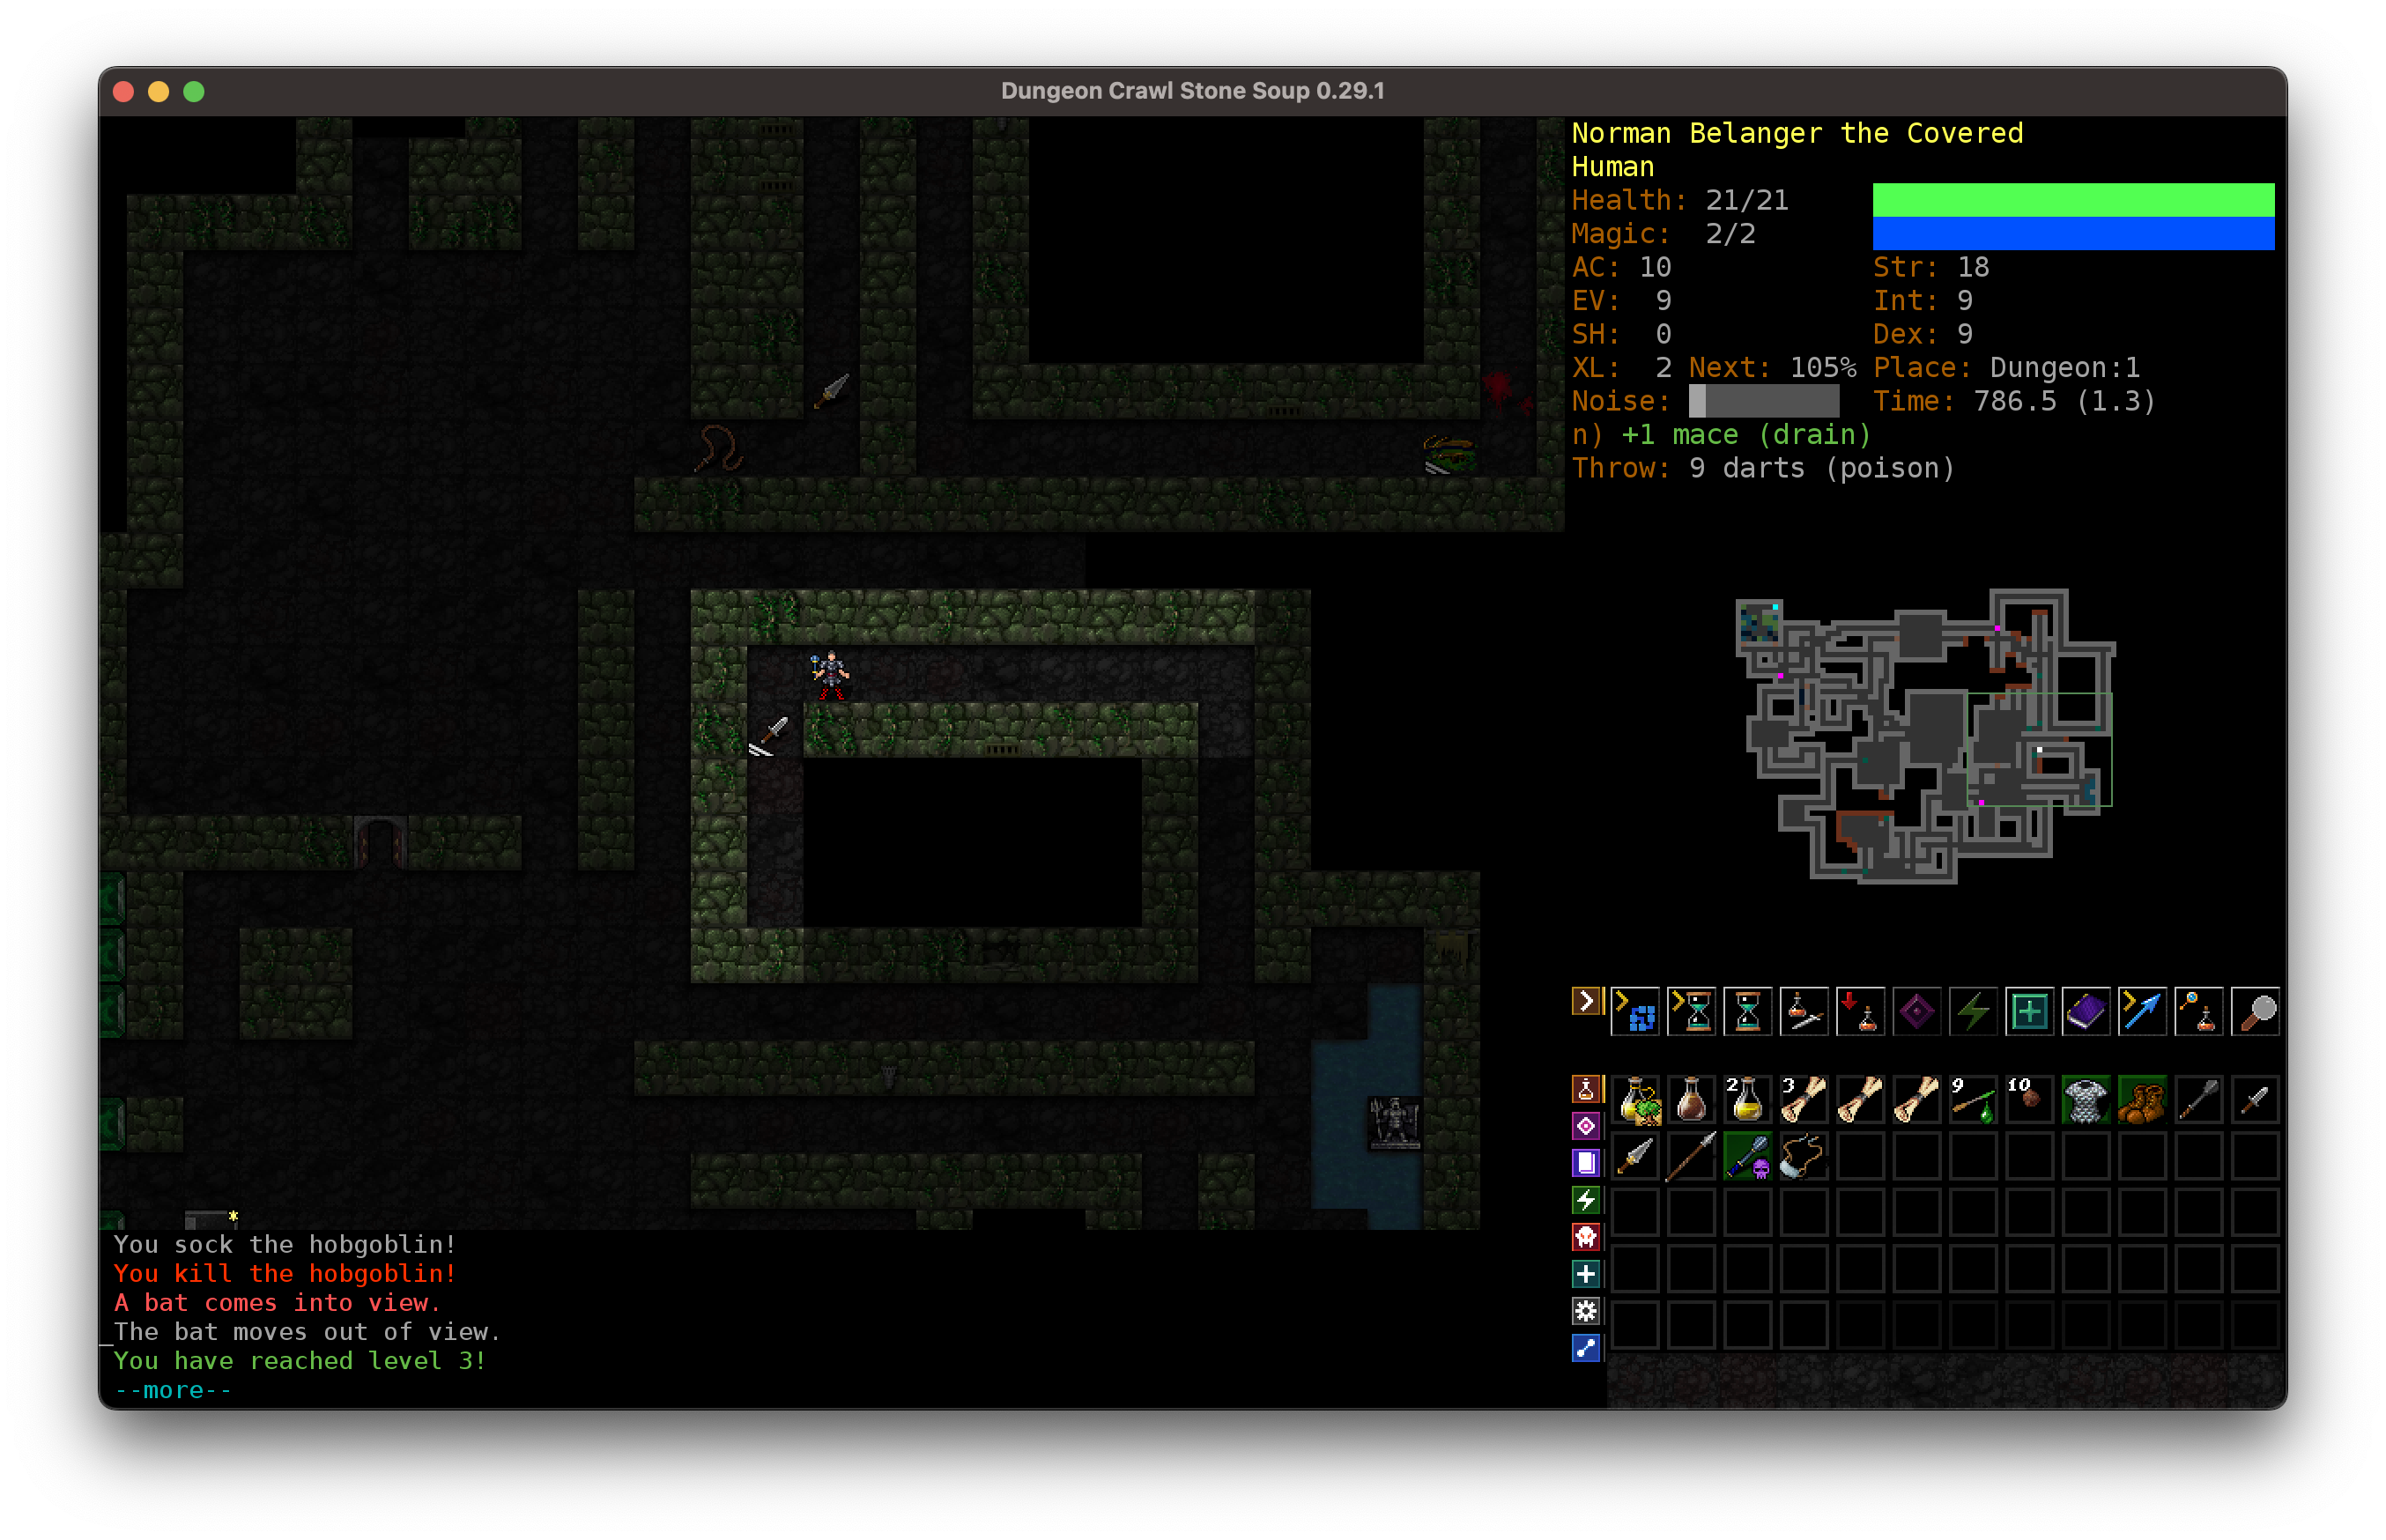 Dungeon Crawl Stone Soup 0.29.1
Norman Belanger the Covered
Human
Health: 21/21
Magic: 2/2
AC: 10 Str: 18
EV: 9 Int: 9
SH: 0 Dex: 9
XL: 2 Next: 105% Place: Dungeon:1
Noise: Time: 786.5 (1.3)
n) +1 mace (drain)
Throw: 9 darts (poison)
2 3 9 10
You sock the hobgoblin!
You kill the hobgoblin!
A bat comes into view.
The bat moves out of view.
_You have reached level 3!
--more--